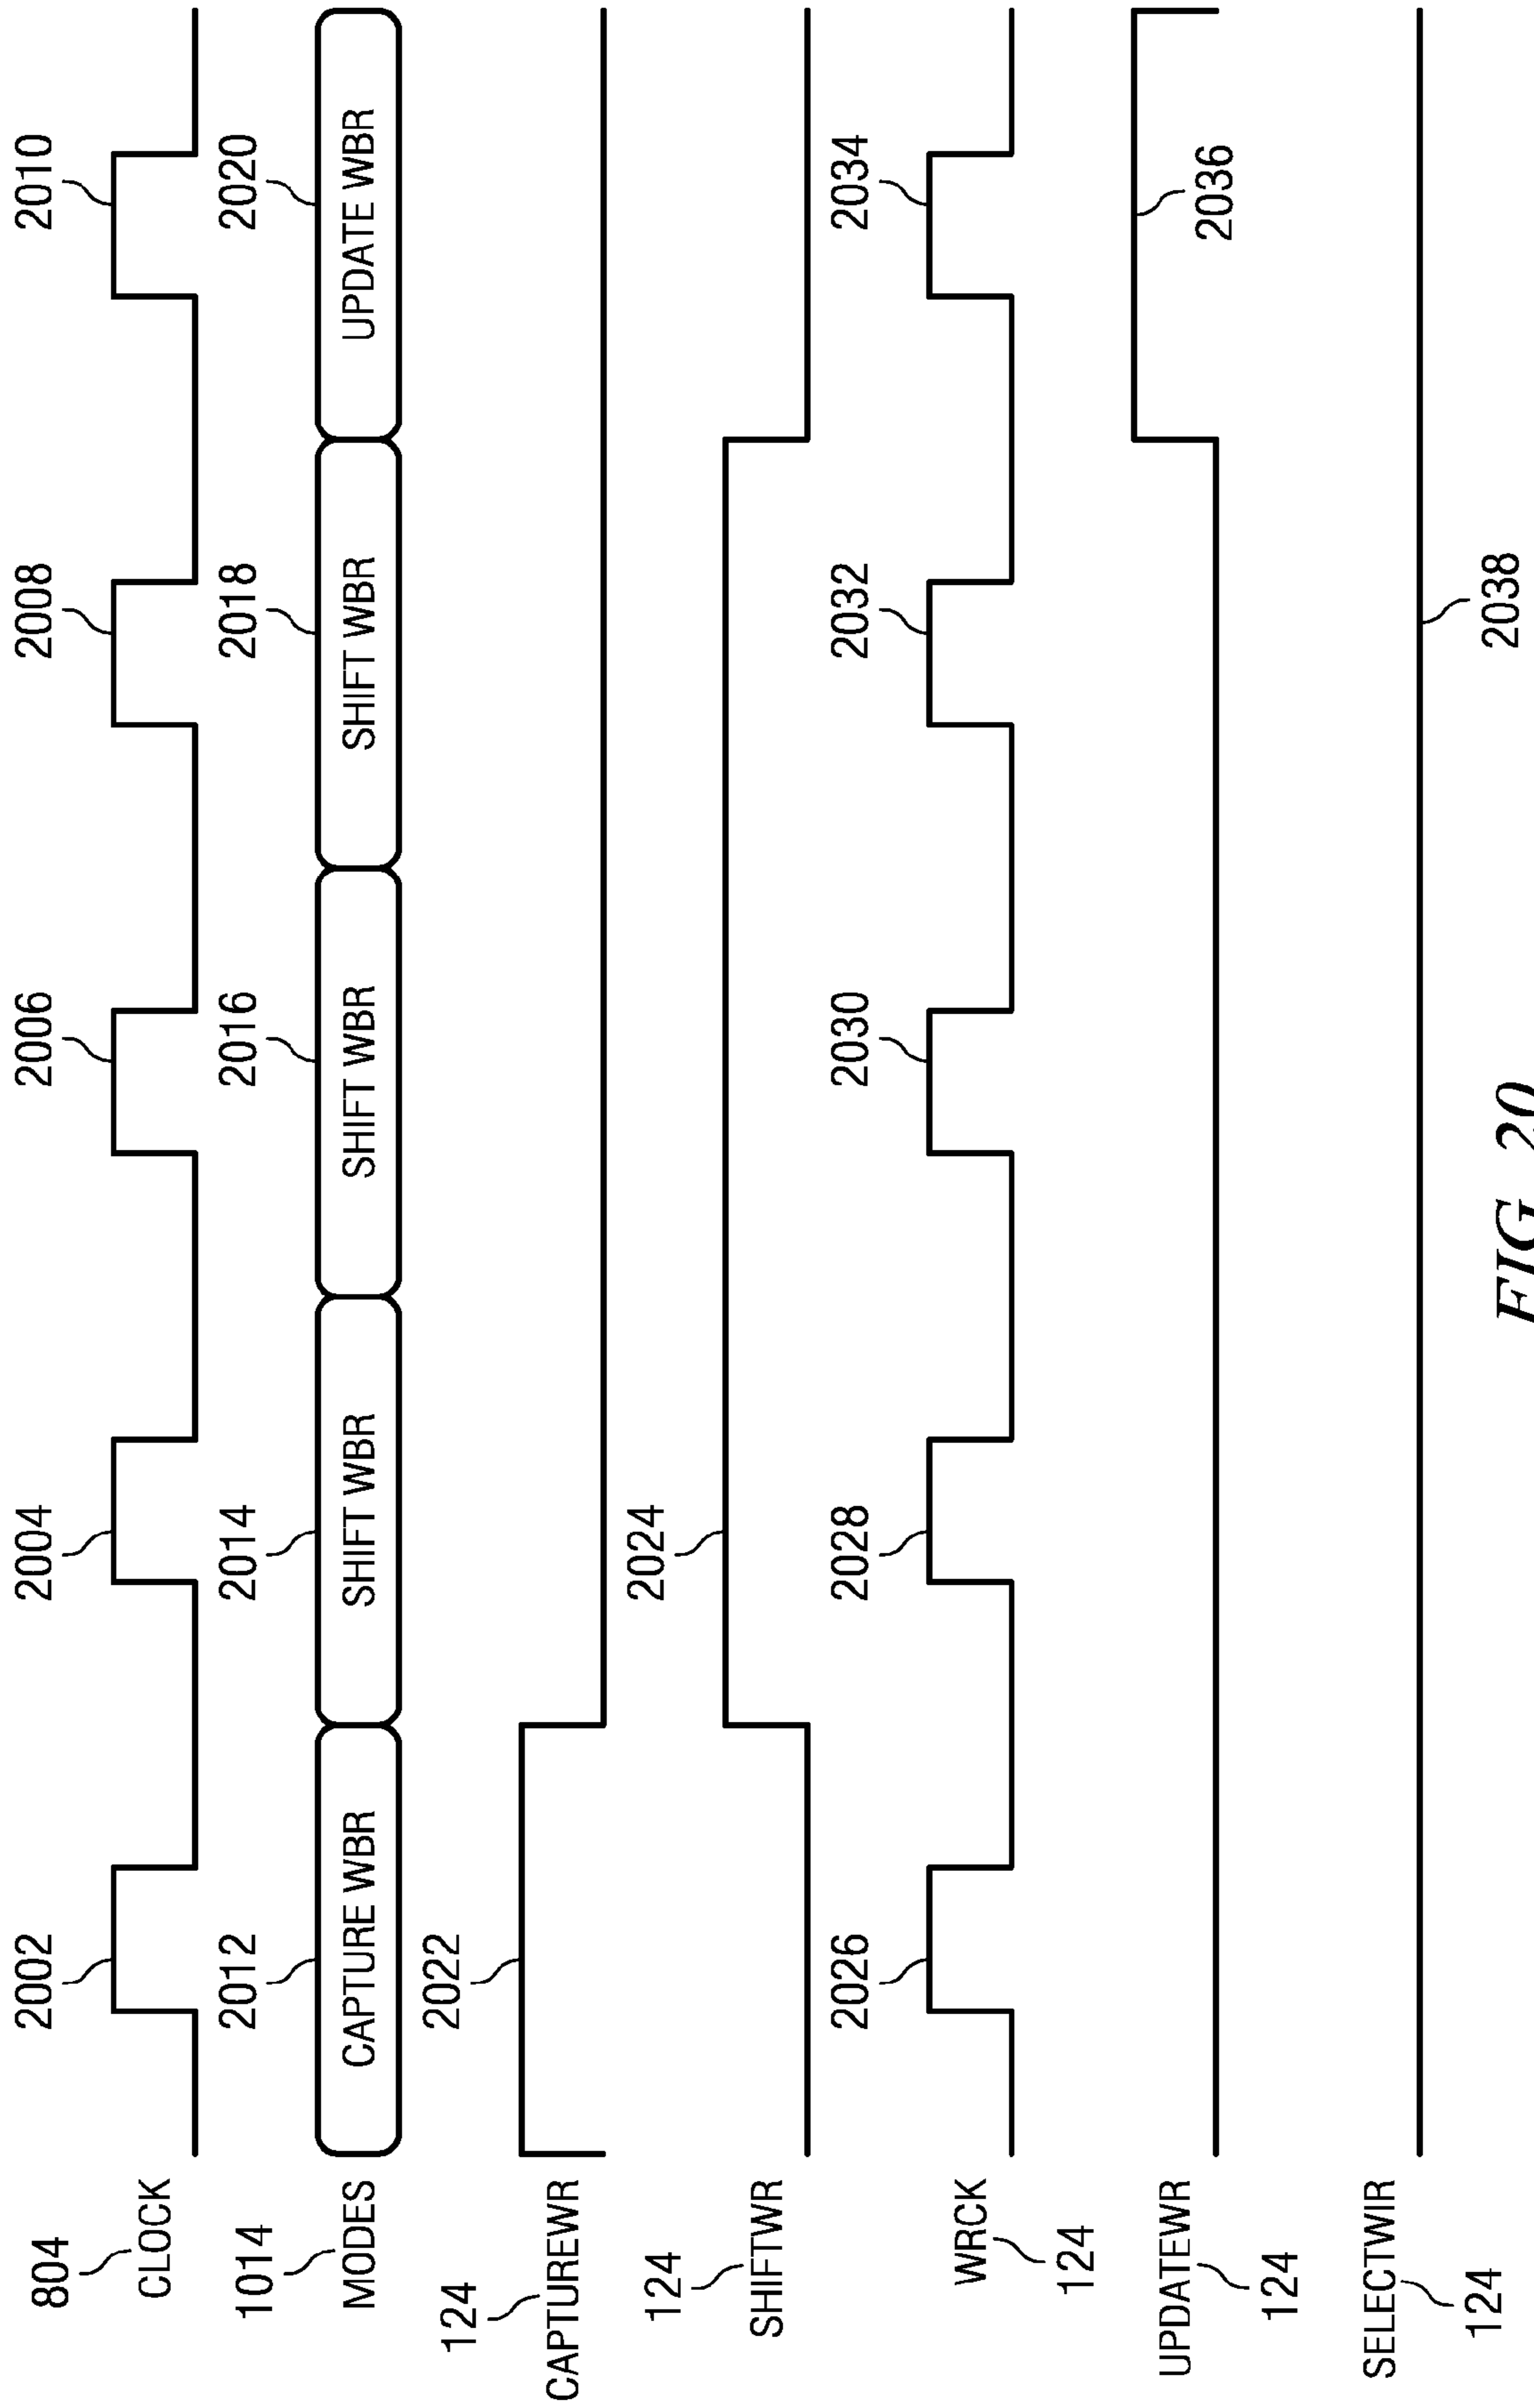 804
CLOCK
2002
2004
2006
2008
2010
1014
MODES
2012
2014
2016
2018
2020
CAPTURE WBR
SHIFT WBR
SHIFT WBR
SHIFT WBR
UPDATE WBR
124
CAPTUREWR
2022
124
SHIFTWR
2024
WRCK
124
2026
2028
2030
2032
2034
UPDATEWR
124
2036
SELECTWIR
124
2038
FIG. 20